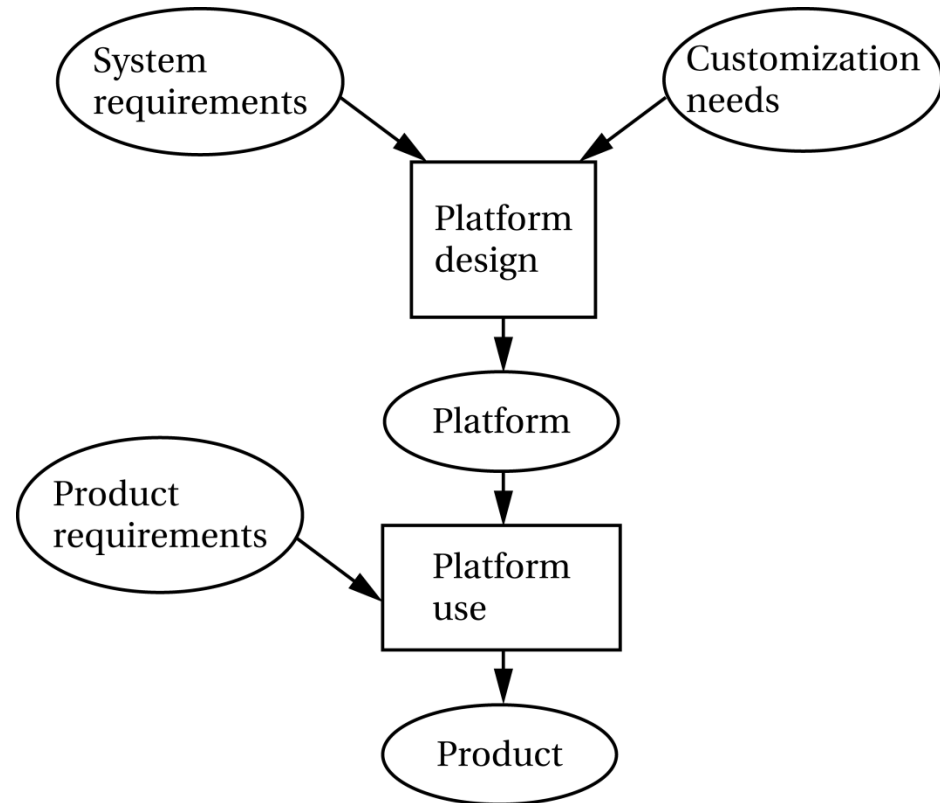 System
requirements
Customization
needs
Platform
design
Platform
Product
requirements
Platform
use
Product